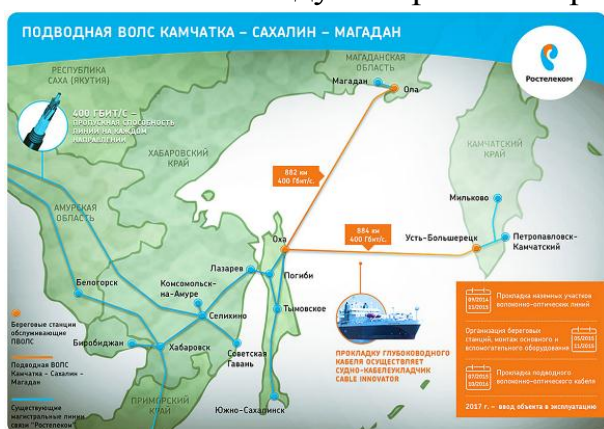 ПОДВОДНАЯ ВОЛС КАМЧАТКА – САХАЛИН – МАГАДАН
Ростелеком
РЕСПУБЛИКА
САХА (ЯКУТИЯ)
МАГАДАНСКАЯ
ОБЛАСТЬ
Магадан
Ола
400 ГБИТ/С –
ПРОПУСКНАЯ СПОСОБНОСТЬ
ЛИНИИ НА КАЖДОМ
НАПРАВЛЕНИИ
ХАБАРОВСКИЙ
КРАЙ
КАМЧАТСКИЙ
КРАЙ
882 км
400 Гбит/с.
Мильково
АМУРСКАЯ
ОБЛАСТЬ
884 км
400 Гбит/с.
Оха
Усть-Большерецк
Петропавловск-
Камчатский
Лазарев
Погиби
Белогорск
Комсомольск-
на-Амуре
Тымовское
Селихино
Береговые станции
обслуживающие
ПВОЛС
Биробиджан
Хабаровск
Советская
Гавань
ПРОКЛАДКУ ГЛУБОКОВОДНОГО
КАБЕЛЯ ОСУЩЕСТВЛЯЕТ
СУДНО-КАБЕЛЕУКЛАДЧИК
CABLE INNOVATOR
Подводная ВОЛС
Камчатка – Сахалин –
Магадан
Существующие
магистральные линии
связи "Ростелеком"
ПРИМОРСКИЙ
КРАЙ
Южно-Сахалинск
Прокладка наземных участков
волоконно-оптических линий
Организация береговых
станций, монтаж основного и
вспомогательного оборудования
Прокладка подводного
волоконно-оптического кабеля
2017 г. – ввод объекта в эксплуатацию